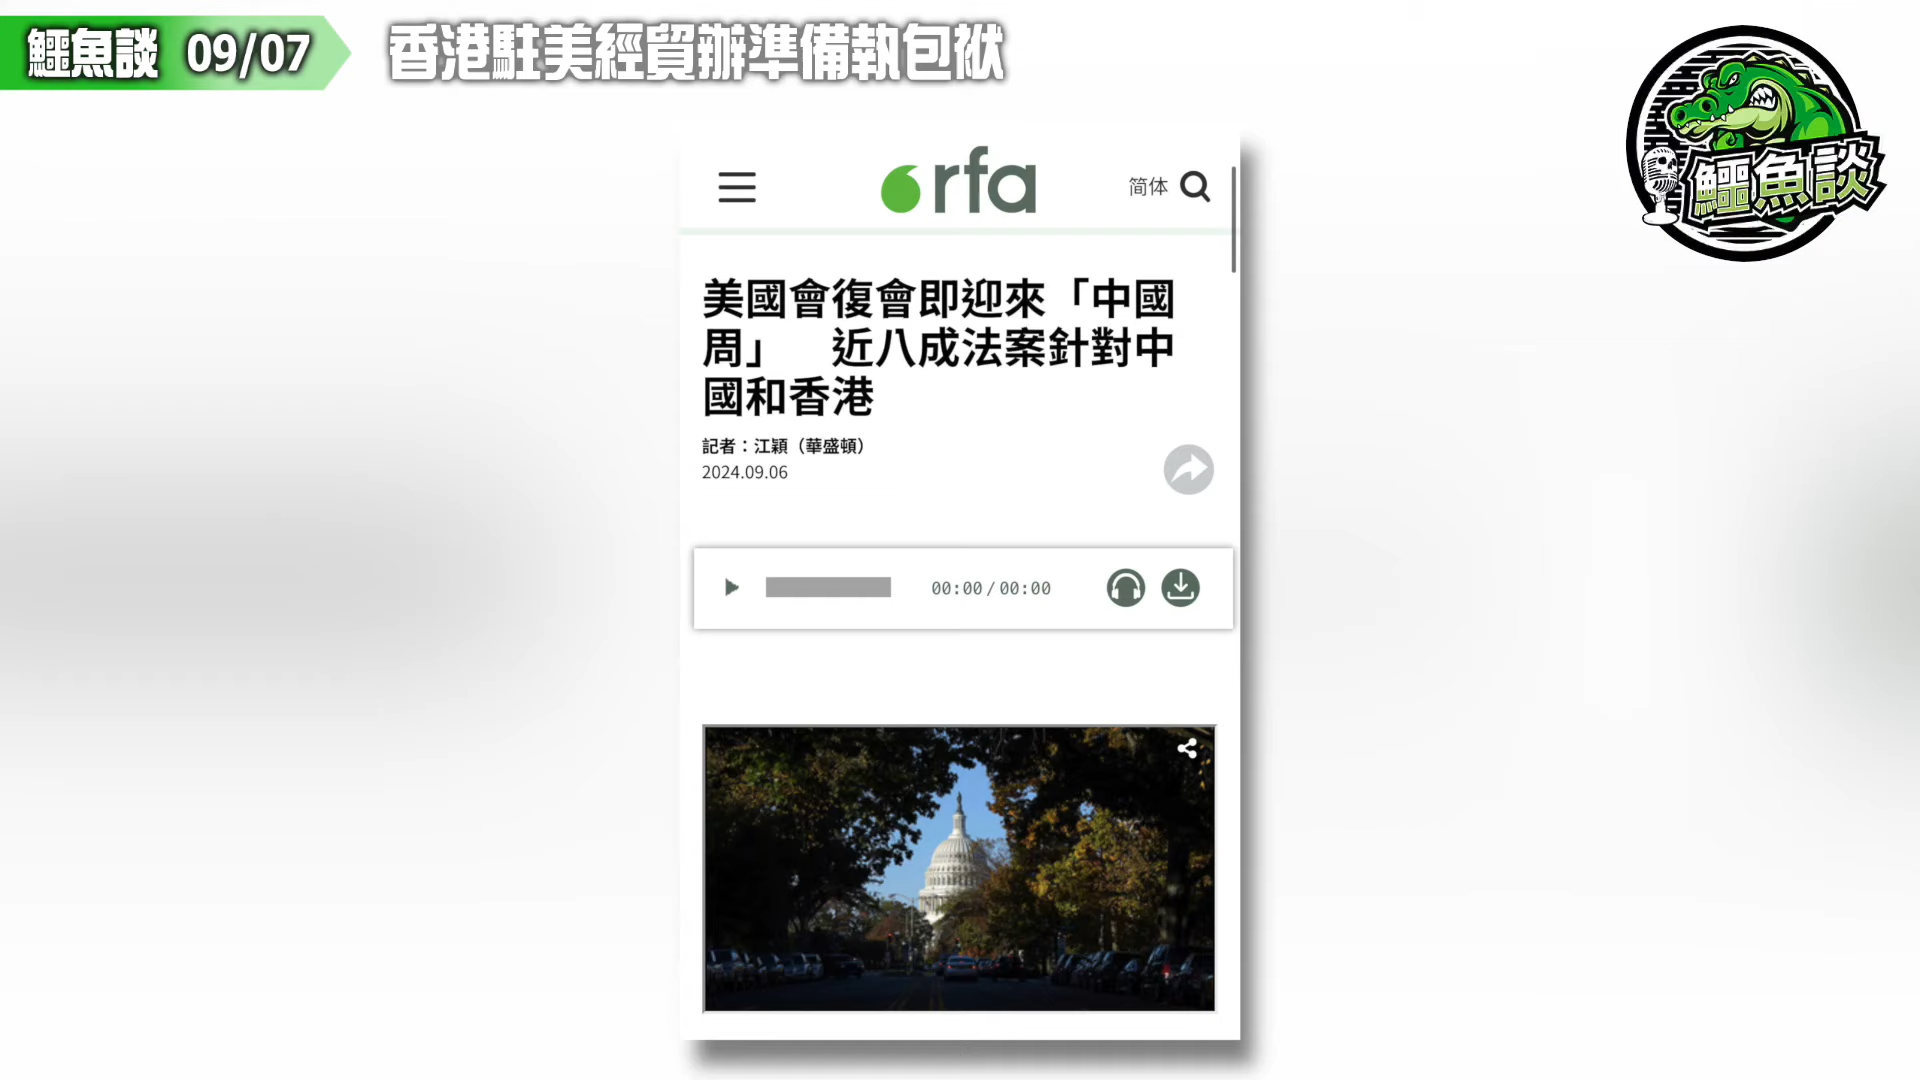 鱷魚談 09/07 香港駐美經貿辦準備執包袱
鱷魚談
rfa
简体
美國會復會即迎來「中國
周」　近八成法案針對中
國和香港
記者：江穎（華盛頓）
2024.09.06
00:00/00:00